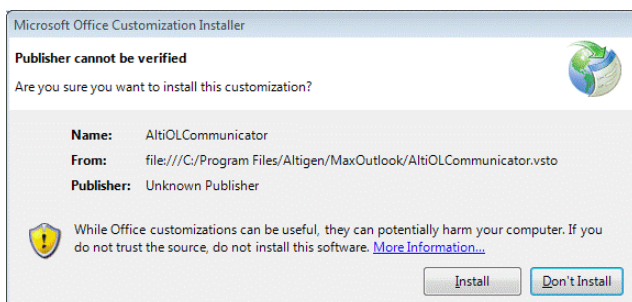 Microsoft Office Customization Installer
Publisher cannot be verified
Are you sure you want to install this customization?
Name: AltiOLCommunicator
From: file:///C:/Program Files/Altigen/MaxOutlook/AltiOLCommunicator.vsto
Publisher: Unknown Publisher
While Office customizations can be useful, they can potentially harm your computer. If you
do not trust the source, do not install this software. More Information...
Install Don't Install